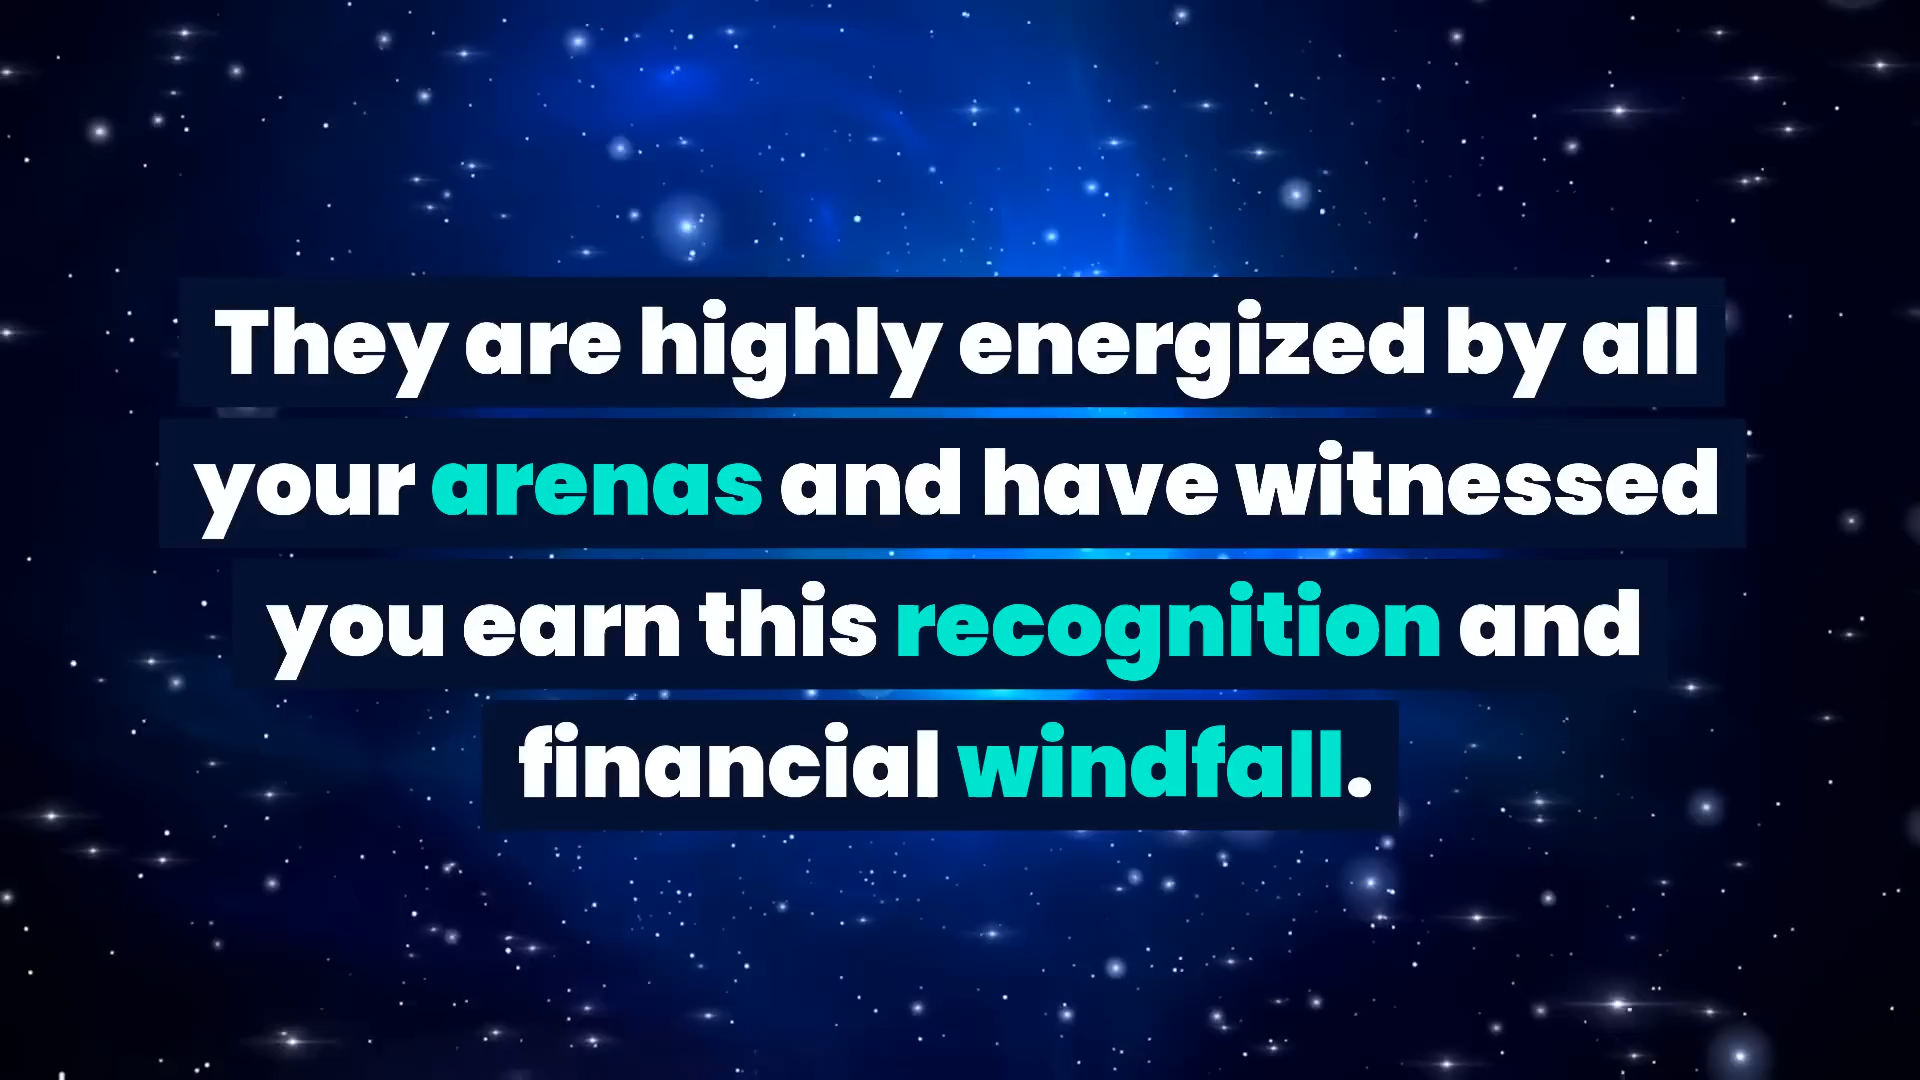 They are highly energized by all
your arenas and have witnessed
you earn this recognition and
financial windfall.